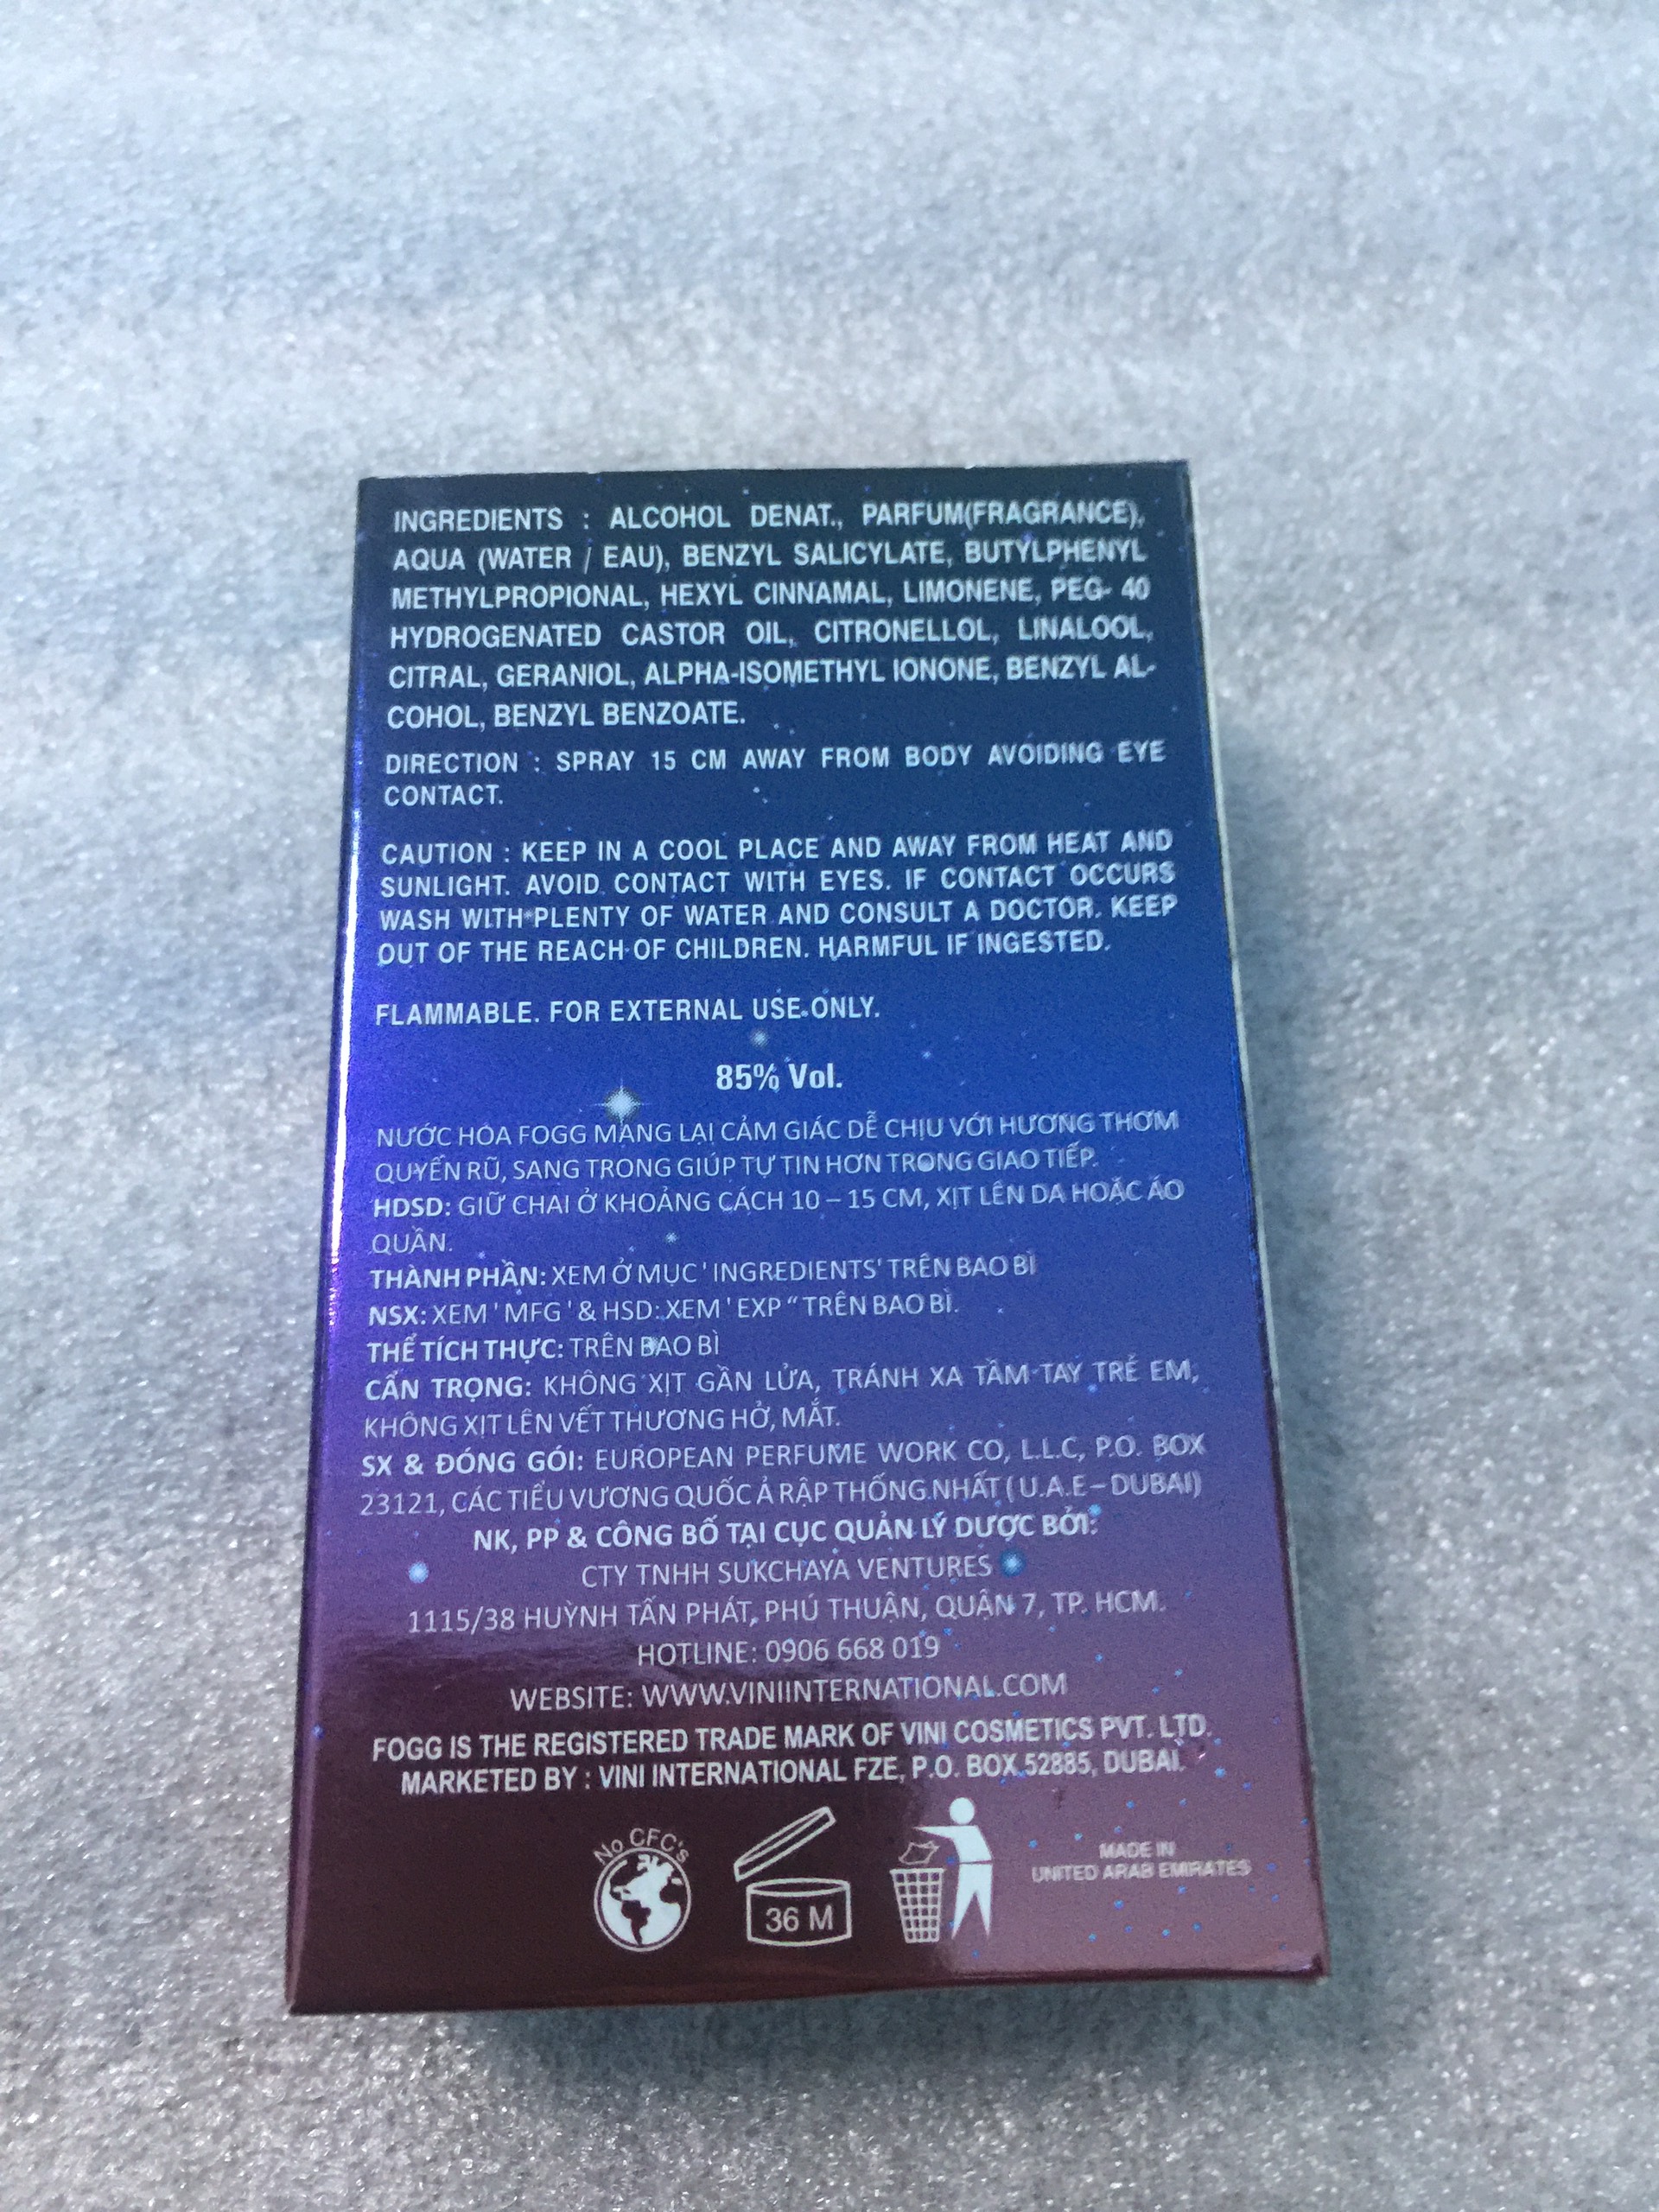 INGREDIENTS : ALCOHOL DENAT., PARFUM(FRAGRANCE),
AQUA (WATER / EAU), BENZYL SALICYLATE, BUTYLPHENYL
METHYLPROPIONAL, HEXYL CINNAMAL, LIMONENE, PEG- 40
HYDROGENATED CASTOR OIL, CITRONELLOL, LINALOOL,
CITRAL, GERANIOL, ALPHA-ISOMETHYL IONONE, BENZYL AL-
COHOL, BENZYL BENZOATE.
DIRECTION : SPRAY 15 CM AWAY FROM BODY AVOIDING EYE
CONTACT.
CAUTION : KEEP IN A COOL PLACE AND AWAY FROM HEAT AND
SUNLIGHT. AVOID CONTACT WITH EYES. IF CONTACT OCCURS
WASH WITH PLENTY OF WATER AND CONSULT A DOCTOR. KEEP
OUT OF THE REACH OF CHILDREN. HARMFUL IF INGESTED.
FLAMMABLE. FOR EXTERNAL USE ONLY.
85% Vol.
NƯỚC HOA FOGG MANG LẠI CẢM GIÁC DỄ CHỊU VỚI HƯƠNG THƠM
QUYẾN RŨ, SANG TRỌNG GIÚP TỰ TIN HƠN TRONG GIAO TIẾP.
HDSD: GIỮ CHAI Ở KHOẢNG CÁCH 10 – 15 CM, XỊT LÊN DA HOẶC ÁO
QUẦN.
THÀNH PHẦN: XEM Ở MỤC ' INGREDIENTS' TRÊN BAO BÌ
NSX: XEM ' MFG ' & HSD: XEM ' EXP “ TRÊN BAO BÌ.
THỂ TÍCH THỰC: TRÊN BAO BÌ
CẨN TRỌNG: KHÔNG XỊT GẦN LỬA, TRÁNH XA TẦM TAY TRẺ EM,
KHÔNG XỊT LÊN VẾT THƯƠNG HỞ, MẮT.
SX & ĐÓNG GÓI: EUROPEAN PERFUME WORK CO, L.L.C, P.O. BOX
23121, CÁC TIỂU VƯƠNG QUỐC Ả RẬP THỐNG NHẤT ( U.A.E – DUBAI)
NK, PP & CÔNG BỐ TẠI CỤC QUẢN LÝ DƯỢC BỞI:
CTY TNHH SUKCHAYA VENTURES
1115/38 HUỲNH TẤN PHÁT, PHÚ THUẬN, QUẬN 7, TP. HCM.
HOTLINE: 0906 668 019
WEBSITE: WWW.VINIINTERNATIONAL.COM
FOGG IS THE REGISTERED TRADE MARK OF VINI COSMETICS PVT. LTD.
MARKETED BY : VINI INTERNATIONAL FZE, P.O. BOX 52885, DUBAI.
No CFC's
36 M
MADE IN
UNITED ARAB EMIRATES